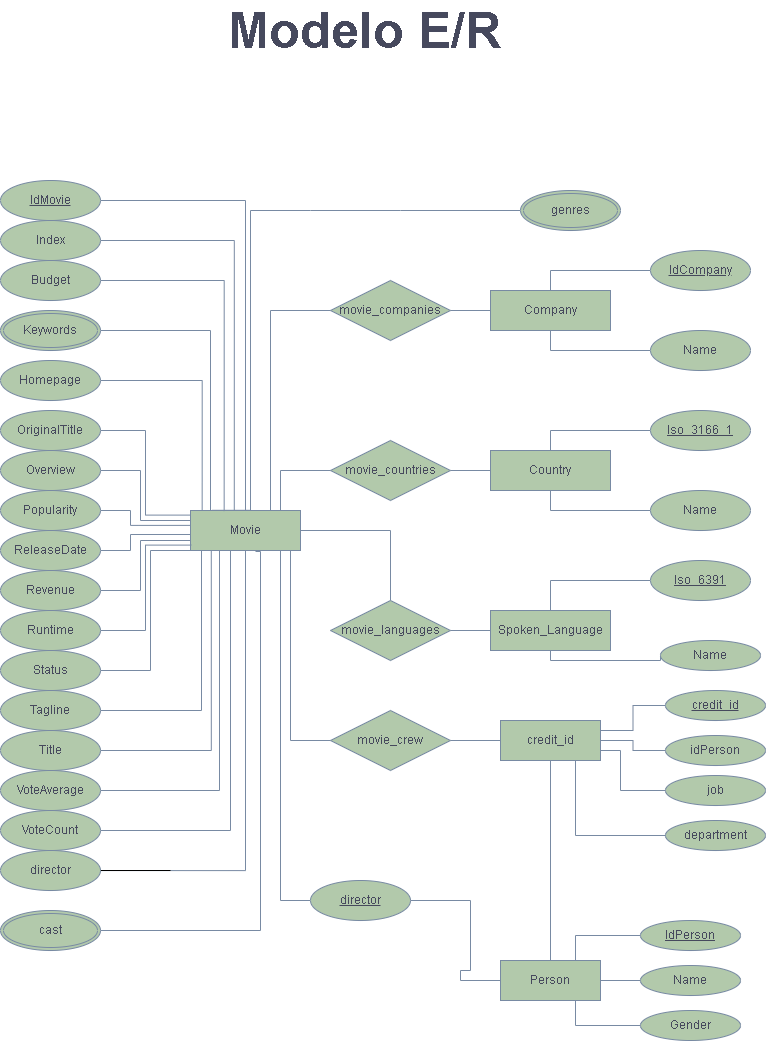 Modelo E/R
IdMovie
Index
Budget
Keywords
Homepage
OriginalTitle
Overview
Popularity
ReleaseDate
Revenue
Runtime
Status
Tagline
Title
VoteAverage
VoteCount
director
cast
Movie
genres
movie_companies
Company
IdCompany
Name
movie_countries
Country
Iso_3166_1
Name
movie_languages
Spoken_Language
Iso_6391
Name
movie_crew
credit_id
credit_id
idPerson
job
department
director
Person
IdPerson
Name
Gender